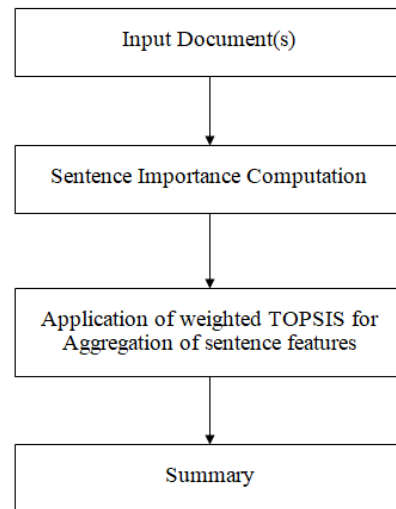 Input Document(s)
Sentence Importance Computation
Application of weighted TOPSIS for
Aggregation of sentence features
Summary